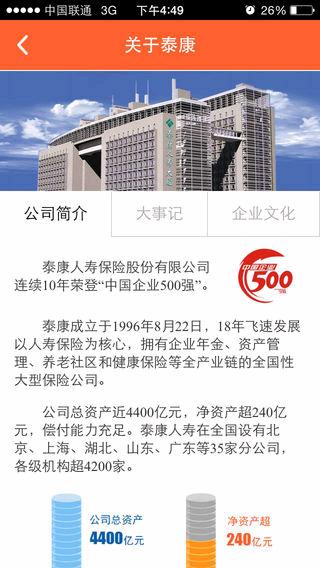 中国联通 3G 下午4:49 26%
关于泰康
公司简介 大事记 企业文化
泰康人寿保险股份有限公司
连续10年荣登“中国企业500强”。
中国企业
500
强
泰康成立于1996年8月22日，18年飞速发展
以人寿保险为核心，拥有企业年金、资产管
理、养老社区和健康保险等全产业链的全国性
大型保险公司。
公司总资产近4400亿元，净资产超240亿
元，偿付能力充足。泰康人寿在全国设有北
京、上海、湖北、山东、广东等35家分公司，
各级机构超4200家。
公司总资产
4400亿元
净资产超
240亿元